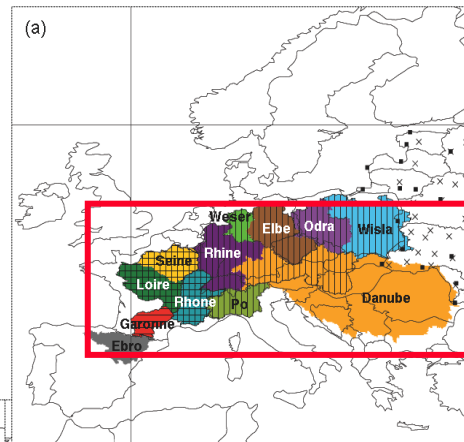 (a)
Weser
Elbe
Odra
Wisla
Rhine
Seine
Loire
Rhone
Po
Danube
Garonne
Ebro